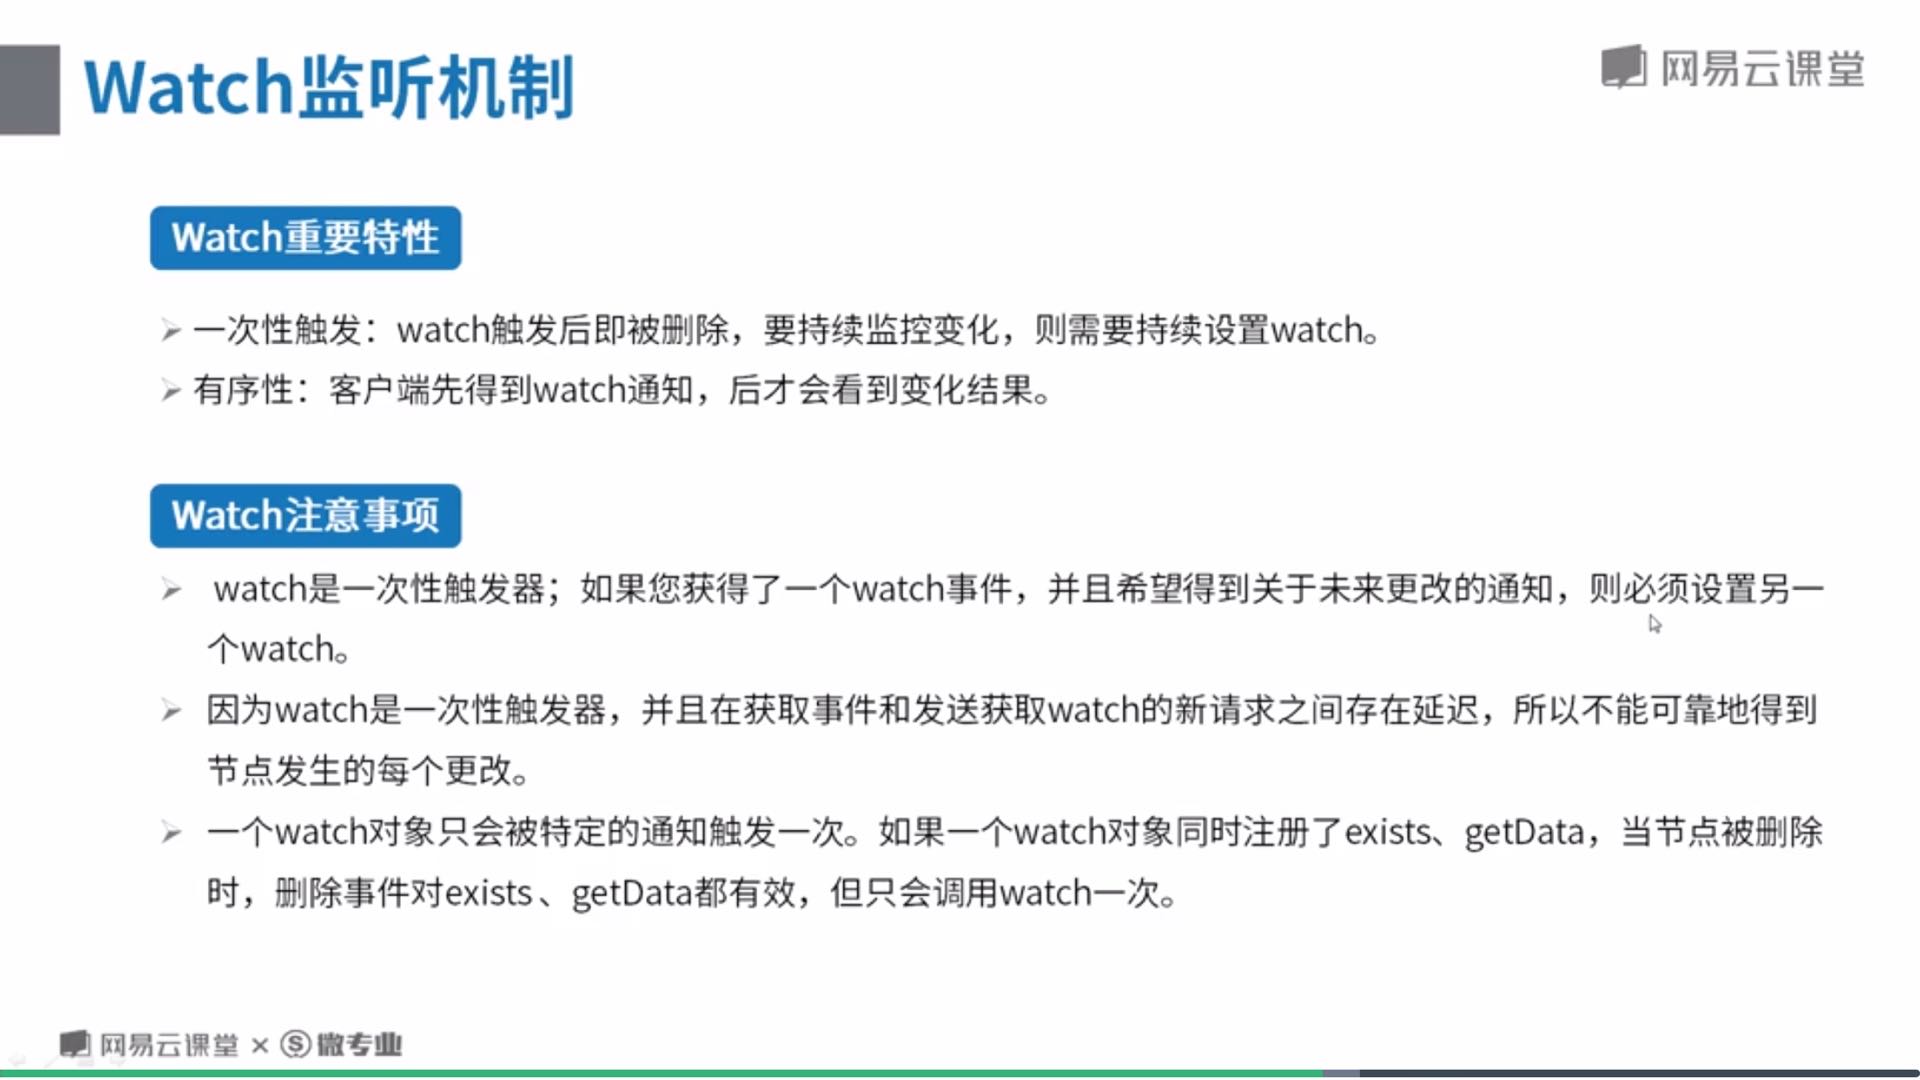 Watch监听机制
网易云课堂
Watch重要特性
一次性触发：watch触发后即被删除，要持续监控变化，则需要持续设置watch。
有序性：客户端先得到watch通知，后才会看到变化结果。
Watch注意事项
watch是一次性触发器；如果您获得了一个watch事件，并且希望得到关于未来更改的通知，则必须设置另一
个watch。
因为watch是一次性触发器，并且在获取事件和发送获取watch的新请求之间存在延迟，所以不能可靠地得到
节点发生的每个更改。
一个watch对象只会被特定的通知触发一次。如果一个watch对象同时注册了exists、getData，当节点被删除
时，删除事件对exists、getData都有效，但只会调用watch一次。
网易云课堂 × 微专业